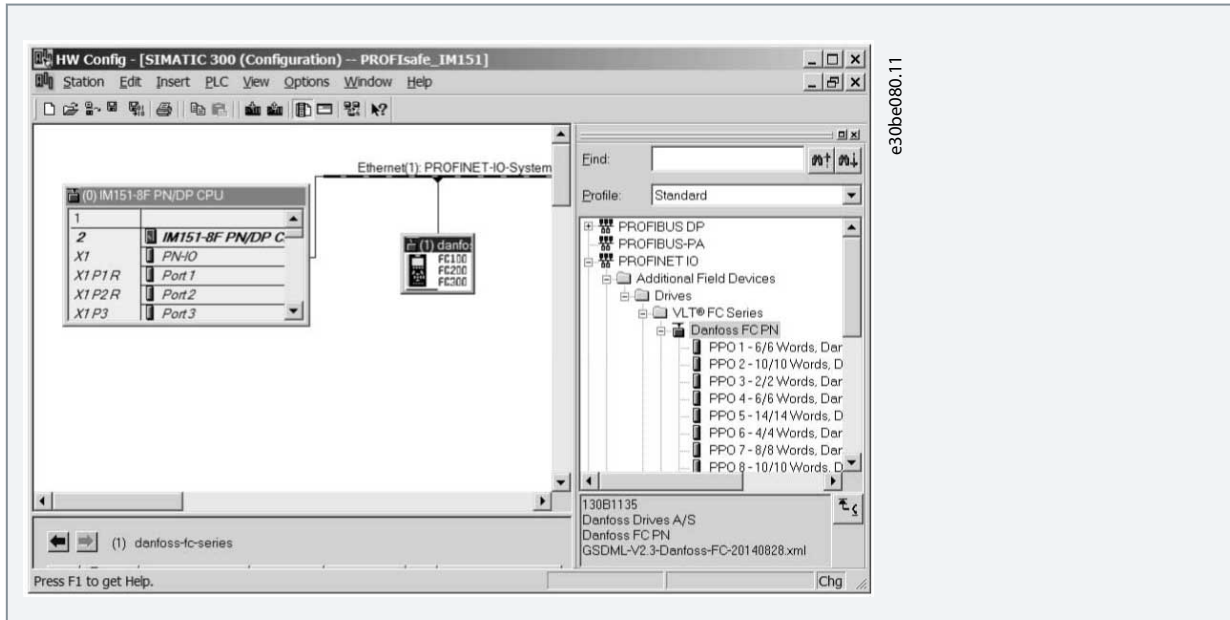 HW Config - [SIMATIC 300 (Configuration) -- PROFIsafe_IM151]
Station Edit Insert PLC View Options Window Help
e30be080.11
Ethernet(1): PROFINET-IO-System
(0) IM151-8F PN/DP CPU
1
2 IM151-8F PN/DP C
X1 PN-IO
X1 P1 R Port 1
X1 P2 R Port 2
X1 P3 Port 3
(1) danfo
FC100
FC200
FC300
Find:
Profile: Standard
PROFIBUS DP
PROFIBUS-PA
PROFINET IO
Additional Field Devices
Drives
VLT® FC Series
Danfoss FC PN
PPO 1 - 6/6 Words, Dar
PPO 2 - 10/10 Words, D
PPO 3 - 2/2 Words, Dar
PPO 4 - 6/6 Words, Dar
PPO 5 - 14/14 Words, D
PPO 6 - 4/4 Words, Dar
PPO 7 - 8/8 Words, Dar
PPO 8 - 10/10 Words, D
130B1135
Danfoss Drives A/S
Danfoss FC PN
GSDML-V2.3-Danfoss-FC-20140828.xml
(1) danfoss-fc-series
Press F1 to get Help.
Chg